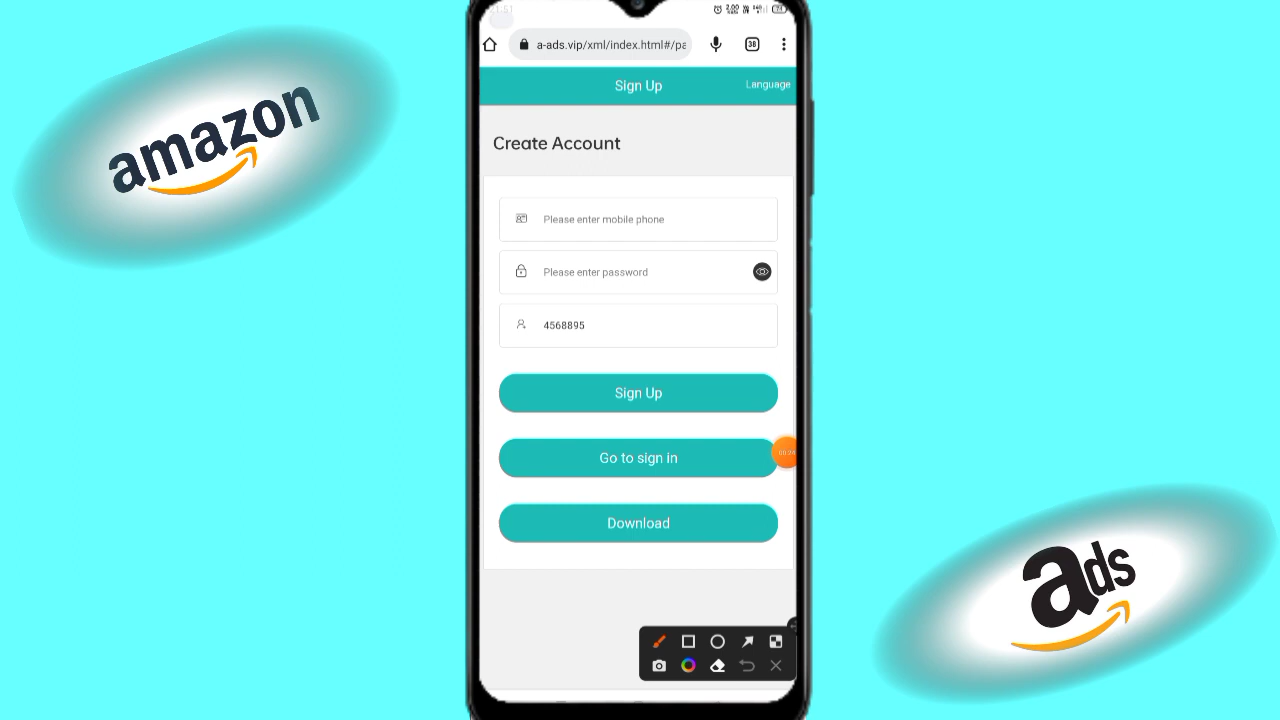 amazon
a-ads.vip/xml/index.html#/pa
38
Sign Up
Language
Create Account
Please enter mobile phone
Please enter password
4568895
Sign Up
Go to sign in
Download
ads